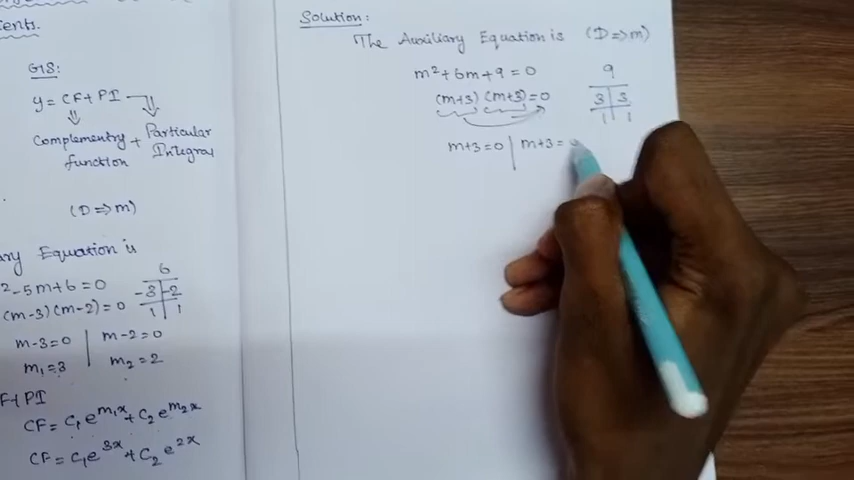 GIS:
y = CF + PI
Complementry + Particular
function Integral
(D => m)
Equation is
-5m+6=0
(m-3)(m-2)=0
6
-3 | -2
1 | 1
m-3=0 | m-2=0
m₁=3 m₂=2
+PI
CF = c₁e^m₁x + c₂e^m₂x
CF = c₁e^3x + c₂e^2x
Solution:
The Auxiliary Equation is (D => m)
m²+6m+9=0
(m+3)(m+3)=0
9
3 | 3
1 | 1
m+3=0 | m+3=